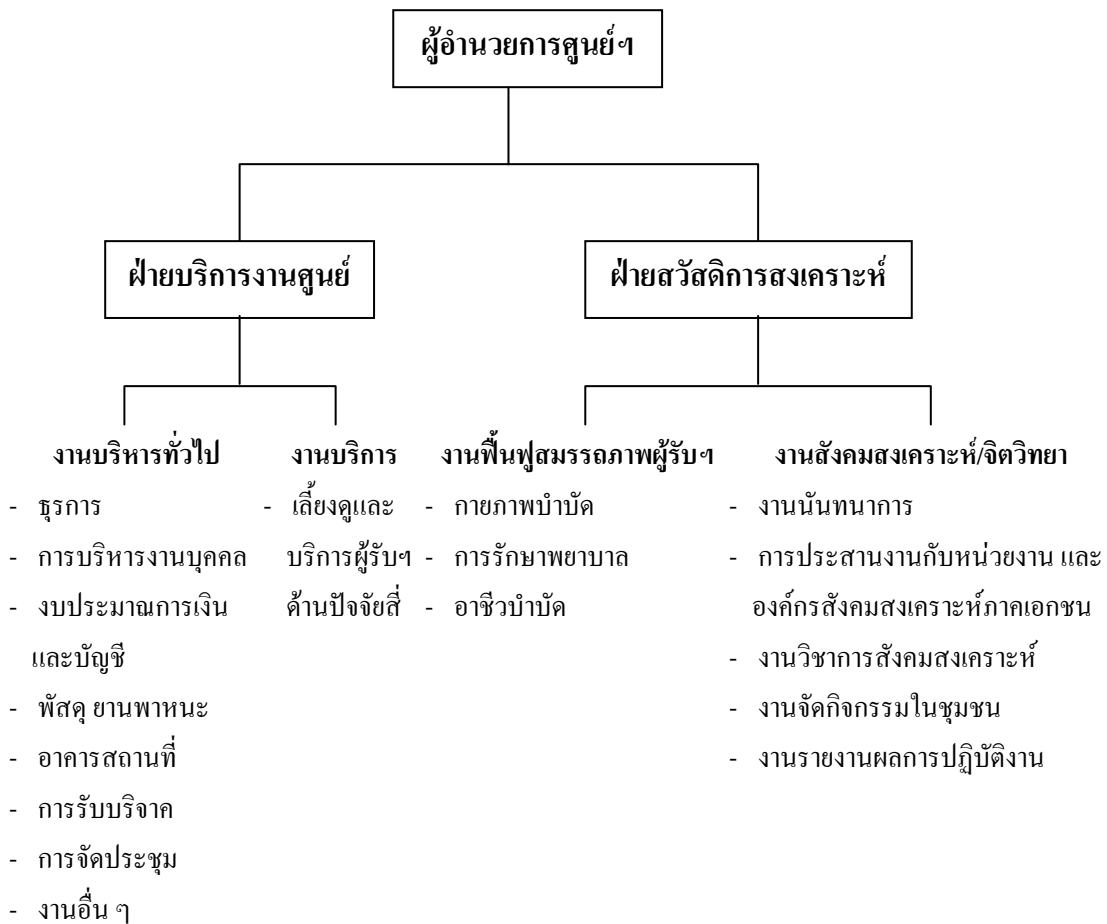 ผู้อำนวยการศูนย์ฯ
ฝ่ายบริการงานศูนย์
ฝ่ายสวัสดิการสงเคราะห์
งานบริหารทั่วไป
- ธุรการ
- การบริหารงานบุคคล
- งบประมาณการเงิน
และบัญชี
- พัสดุ ยานพาหนะ
- อาคารสถานที่
- การรับบริจาค
- การจัดประชุม
- งานอื่น ๆ
งานบริการ
- เลี้ยงดูและ
บริการผู้รับฯ
ด้านปัจจัยสี่
งานฟื้นฟูสมรรถภาพผู้รับฯ
- กายภาพบำบัด
- การรักษาพยาบาล
- อาชีวบำบัด
งานสังคมสงเคราะห์/จิตวิทยา
- งานนันทนาการ
- การประสานงานกับหน่วยงาน และ
องค์กรสังคมสงเคราะห์ภาคเอกชน
- งานวิชาการสังคมสงเคราะห์
- งานจัดกิจกรรมในชุมชน
- งานรายงานผลการปฏิบัติงาน